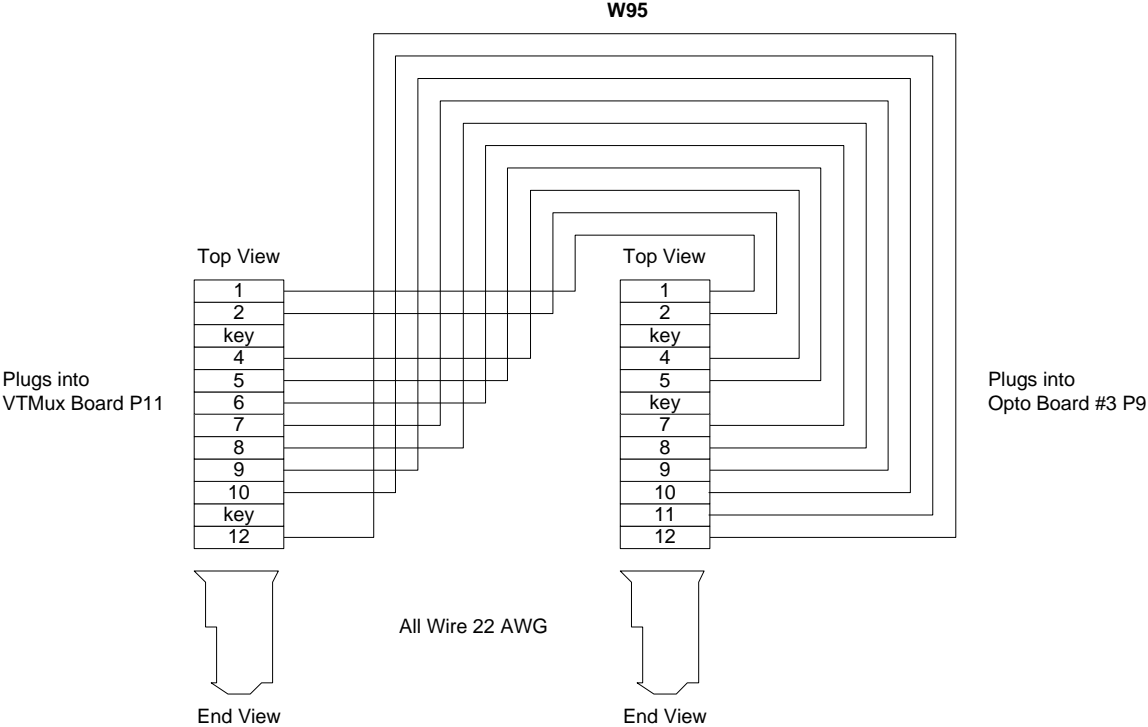 W95
Top View
1
2
key
4
5
6
7
8
9
10
key
12
Top View
1
2
key
4
5
key
7
8
9
10
11
12
Plugs into
VTMux Board P11
Plugs into
Opto Board #3 P9
All Wire 22 AWG
End View
End View